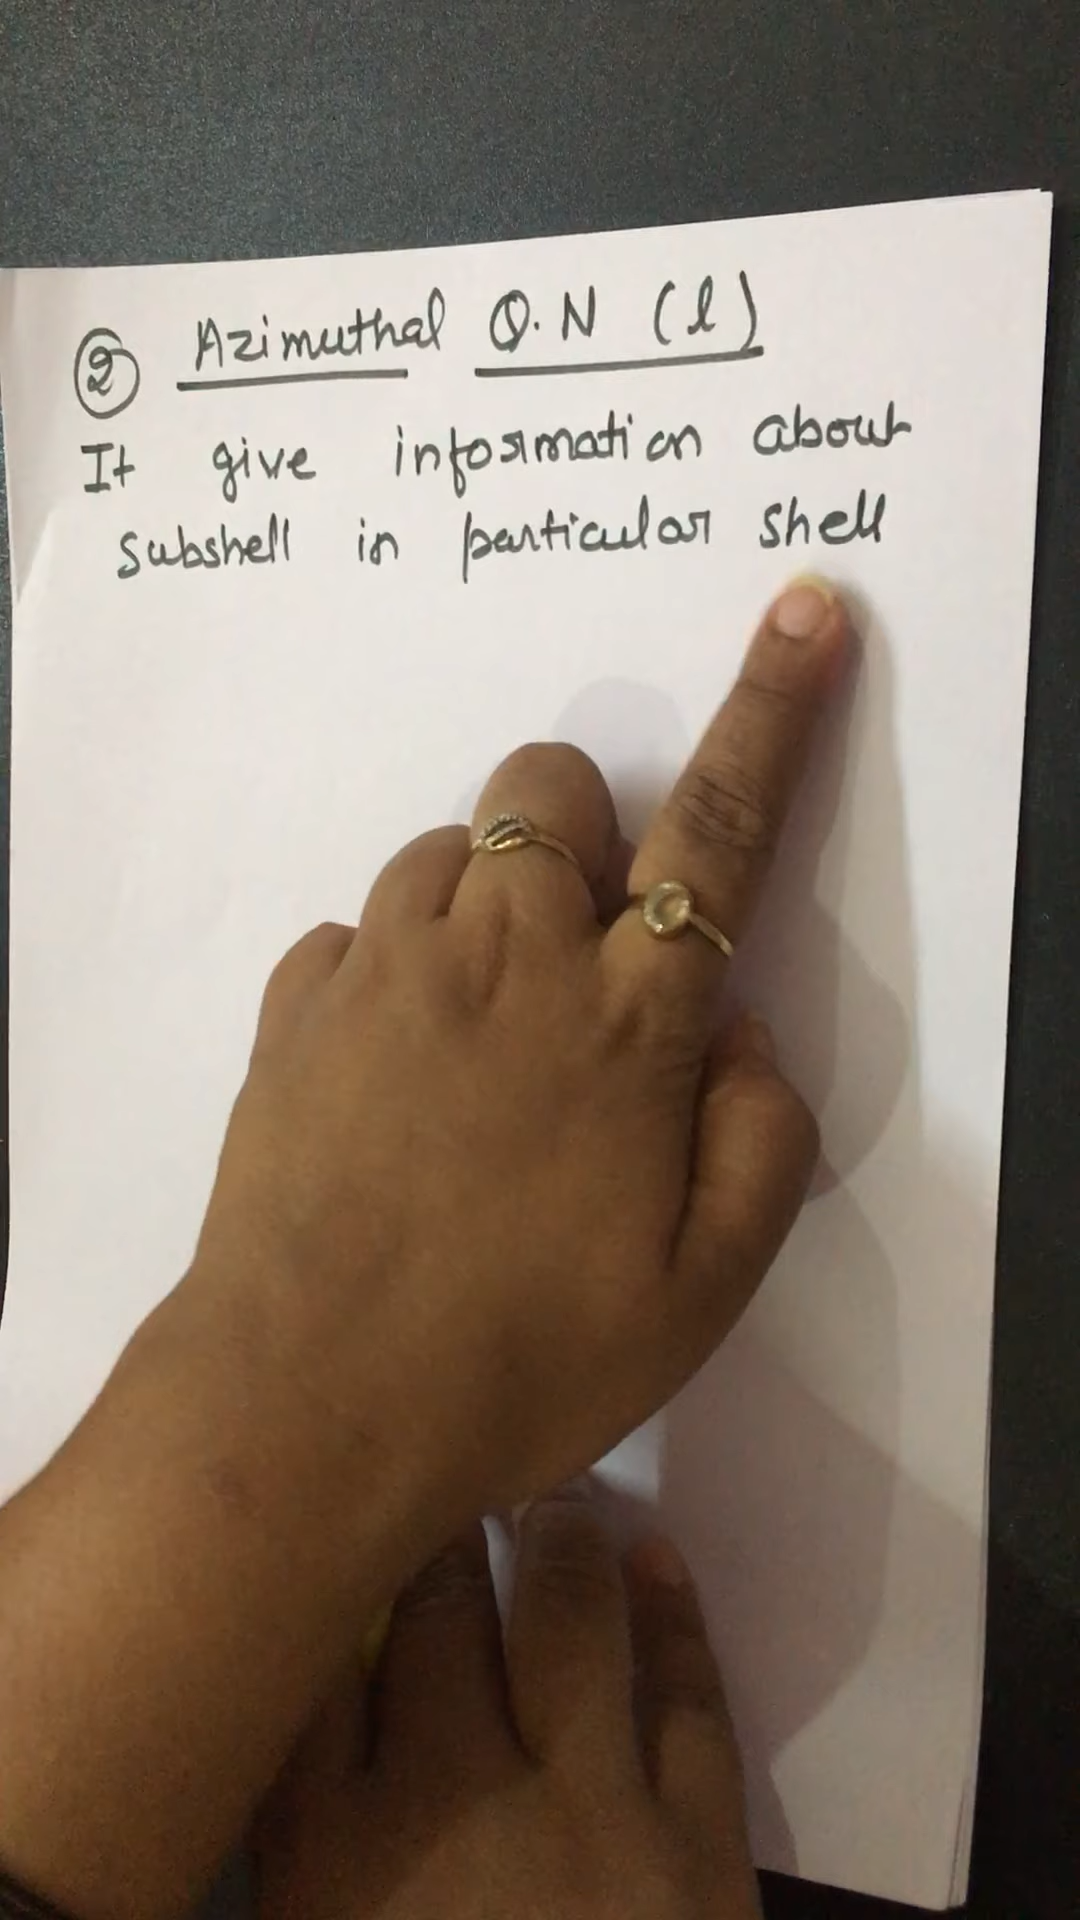 ② Azimuthal Q.N (l)
It give information about
subshell in particular shell